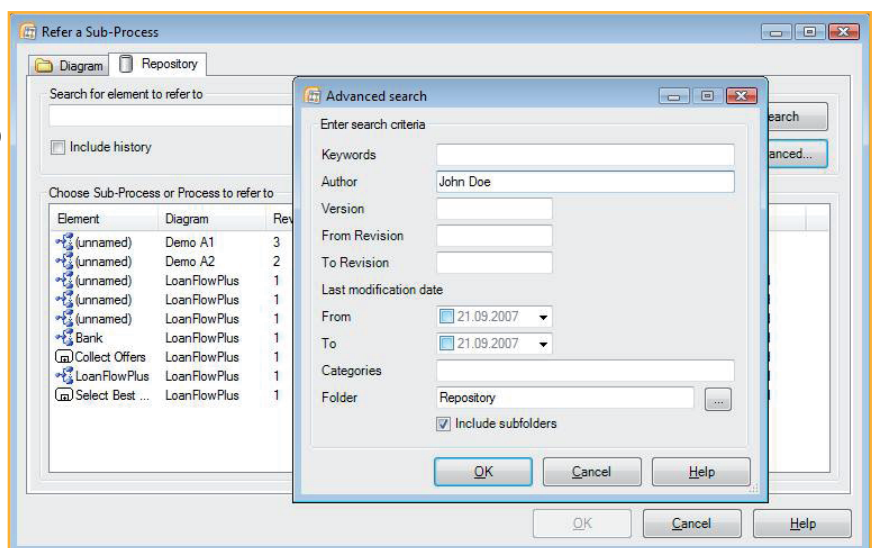 Refer a Sub-Process
Diagram Repository
Search for element to refer to
earch
Include history
anced...
Choose Sub-Process or Process to refer to
Element Diagram Rev
(unnamed) Demo A1 3
(unnamed) Demo A2 2
(unnamed) LoanFlowPlus 1
(unnamed) LoanFlowPlus 1
(unnamed) LoanFlowPlus 1
Bank LoanFlowPlus 1
Collect Offers LoanFlowPlus 1
LoanFlowPlus LoanFlowPlus 1
Select Best ... LoanFlowPlus 1
Advanced search
Enter search criteria
Keywords
Author John Doe
Version
From Revision
To Revision
Last modification date
From 21.09.2007
To 21.09.2007
Categories
Folder Repository ...
Include subfolders
OK Cancel Help
OK Cancel Help